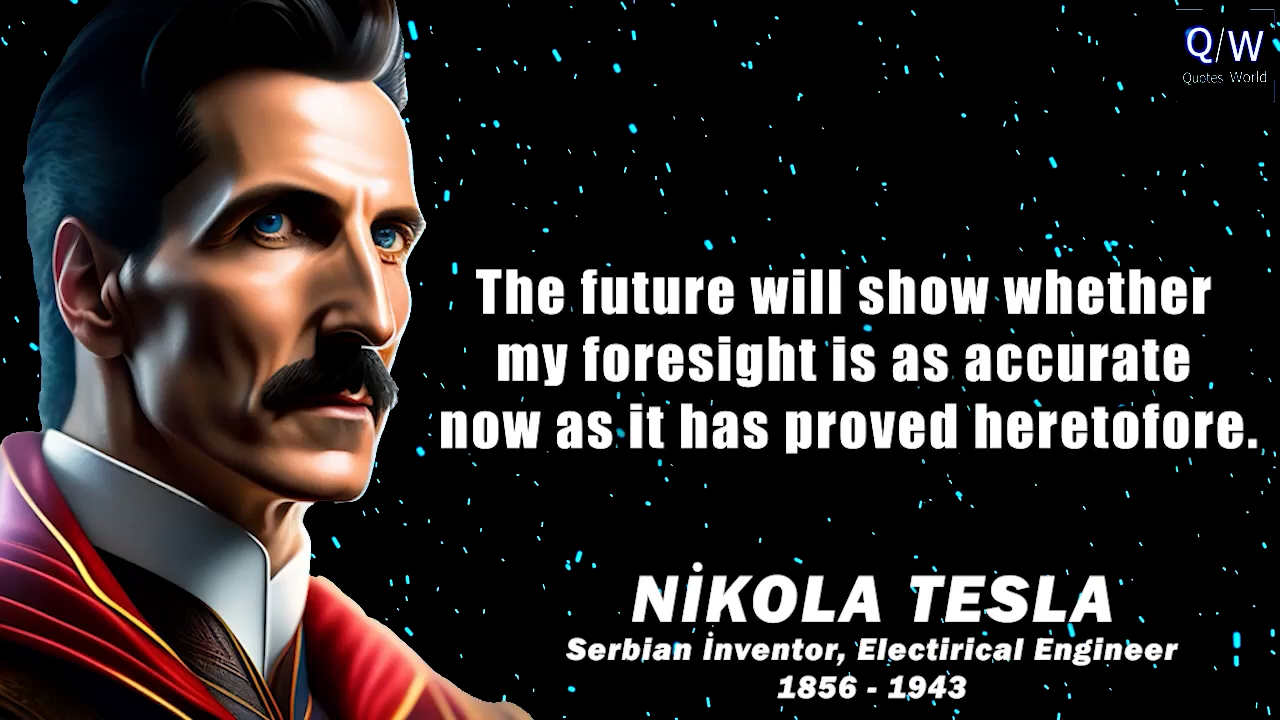 Q/W
Quotes World
The future will show whether
my foresight is as accurate
now as it has proved heretofore.
NİKOLA TESLA
Serbian İnventor, Electirical Engineer
1856 - 1943